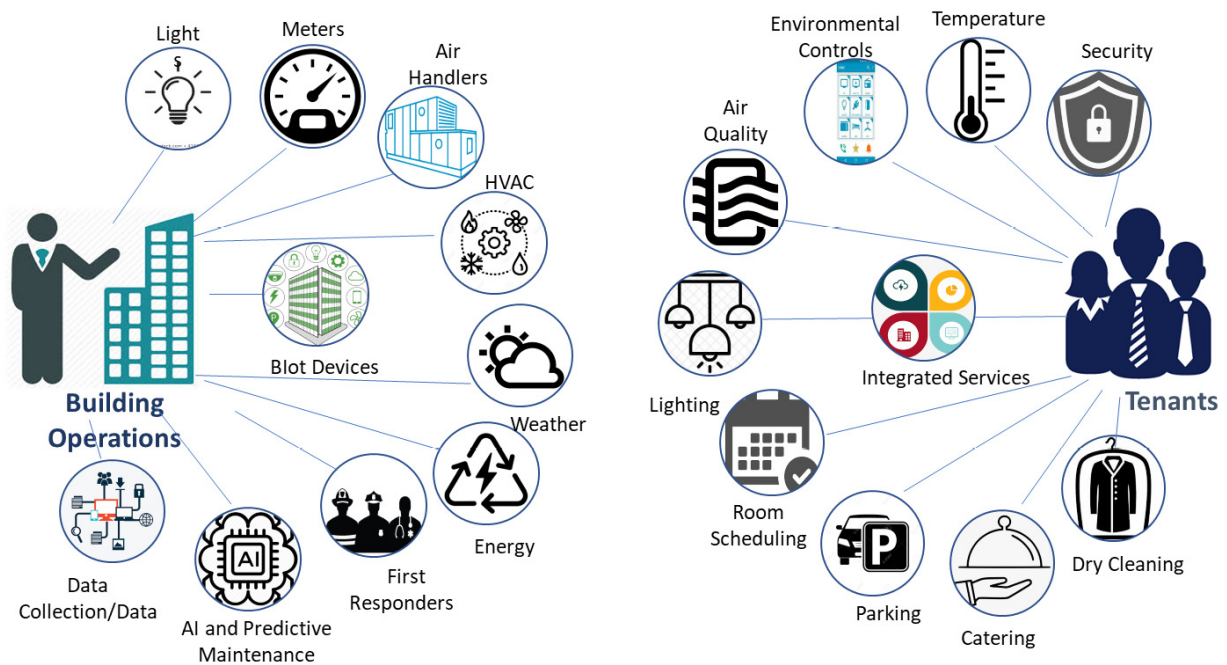 Light
Meters
Air
Handlers
HVAC
BIot Devices
Weather
Building
Operations
Energy
First
Responders
AI
AI and Predictive
Maintenance
Data
Collection/Data
Environmental
Controls
Temperature
Security
Air
Quality
Integrated Services
Lighting
Tenants
Room
Scheduling
P
Parking
Catering
Dry Cleaning